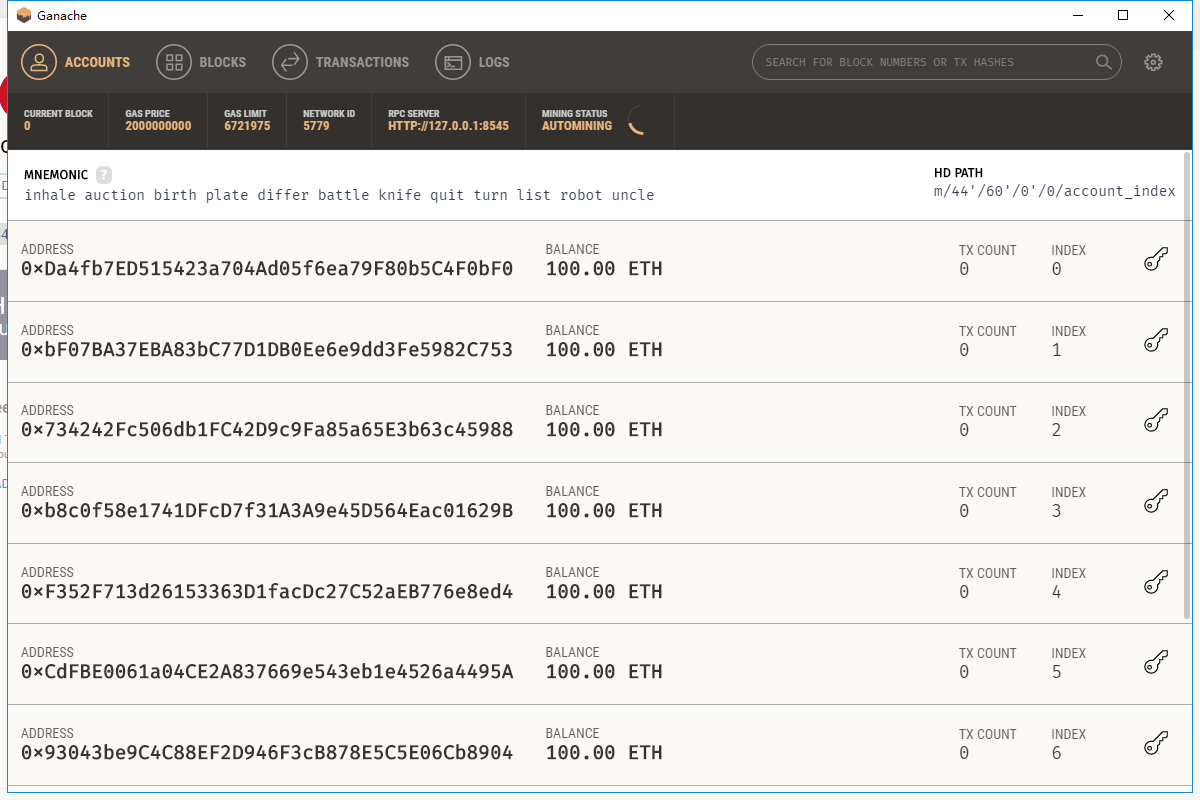 Ganache
ACCOUNTS BLOCKS TRANSACTIONS LOGS SEARCH FOR BLOCK NUMBERS OR TX HASHES
CURRENT BLOCK GAS PRICE GAS LIMIT NETWORK ID RPC SERVER MINING STATUS
0 2000000000 6721975 5779 HTTP://127.0.0.1:8545 AUTOMINING
MNEMONIC ? HD PATH
inhale auction birth plate differ battle knife quit turn list robot uncle m/44'/60'/0'/0/account_index
ADDRESS BALANCE TX COUNT INDEX
0×Da4fb7ED515423a704Ad05f6ea79F80b5C4F0bF0 100.00 ETH 0 0
ADDRESS BALANCE TX COUNT INDEX
0×bF07BA37EBA83bC77D1DB0Ee6e9dd3Fe5982C753 100.00 ETH 0 1
ADDRESS BALANCE TX COUNT INDEX
0×734242Fc506db1FC42D9c9Fa85a65E3b63c45988 100.00 ETH 0 2
ADDRESS BALANCE TX COUNT INDEX
0×b8c0f58e1741DFcD7f31A3A9e45D564Eac01629B 100.00 ETH 0 3
ADDRESS BALANCE TX COUNT INDEX
0×F352F713d26153363D1facDc27C52aEB776e8ed4 100.00 ETH 0 4
ADDRESS BALANCE TX COUNT INDEX
0×CdFBE0061a04CE2A837669e543eb1e4526a4495A 100.00 ETH 0 5
ADDRESS BALANCE TX COUNT INDEX
0×93043be9C4C88EF2D946F3cB878E5C5E06Cb8904 100.00 ETH 0 6